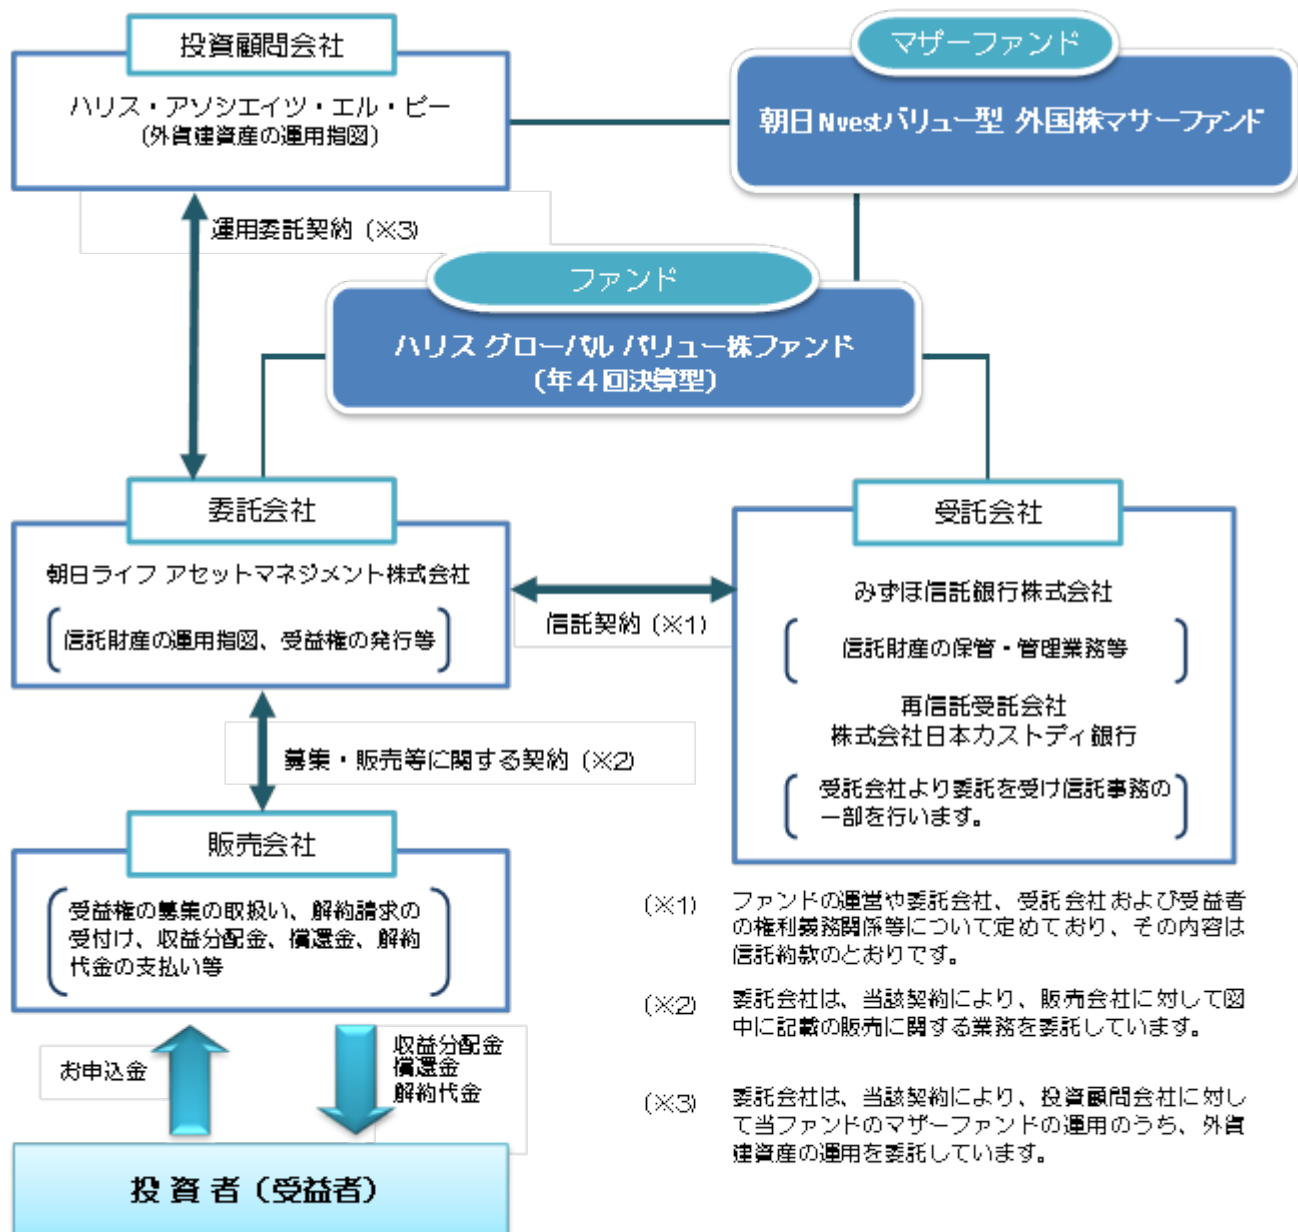 投資顧問会社
ハリス・アソシエイツ・エル・ピー
(外貨建資産の運用指図)
マザーファンド
朝日Nvestバリュー型 外国株マザーファンド
運用委託契約 (※3)
ファンド
ハリス グローバル バリュー株ファンド
(年4回決算型)
委託会社
朝日ライフ アセットマネジメント株式会社
信託財産の運用指図、受益権の発行等
信託契約 (※1)
受託会社
みずほ信託銀行株式会社
信託財産の保管・管理業務等
再信託受託会社
株式会社日本カストディ銀行
受託会社より委託を受け信託事務の
一部を行います。
募集・販売等に関する契約 (※2)
販売会社
受益権の募集の取扱い、解約請求の
受付け、収益分配金、償還金、解約
代金の支払い等
お申込金
収益分配金
償還金
解約代金
投 資 者 (受益者)
(※1) ファンドの運営や委託会社、受託会社および受益者
の権利義務関係等について定めており、その内容は
信託約款のとおりです。
(※2) 委託会社は、当該契約により、販売会社に対して図
中に記載の販売に関する業務を委託しています。
(※3) 委託会社は、当該契約により、投資顧問会社に対し
て当ファンドのマザーファンドの運用のうち、外貨
建資産の運用を委託しています。